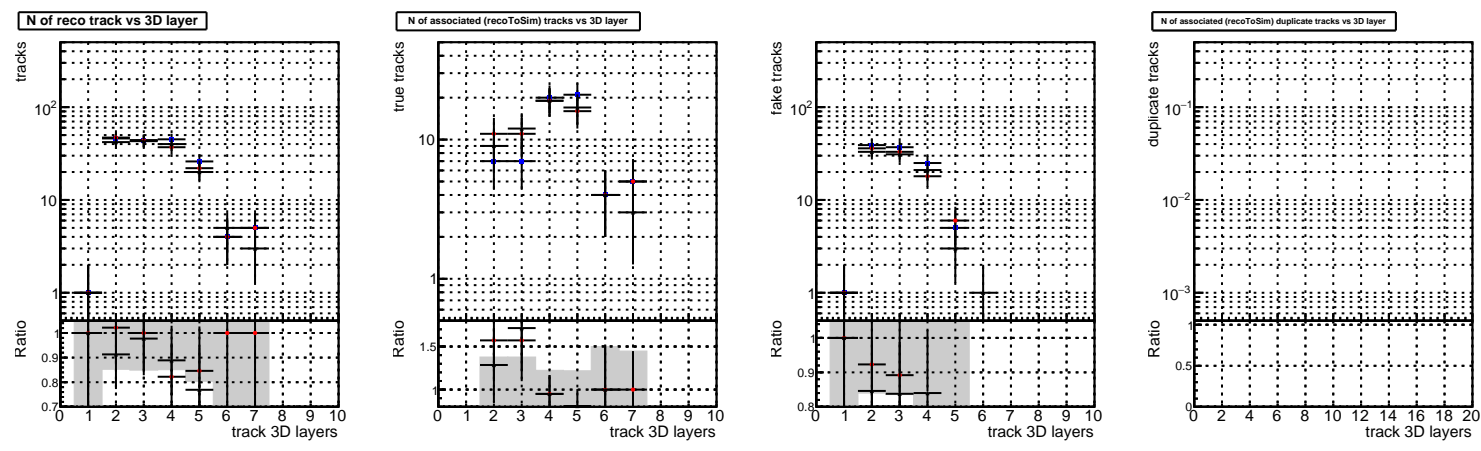 N of reco track vs 3D layer
N of associated (recoToSim) tracks vs 3D layer
N of associated (recoToSim) duplicate tracks vs 3D layer
tracks
10²
10
1
Ratio
1
0.9
0.8
0.7
0 1 2 3 4 5 6 7 8 9 10
track 3D layers
true tracks
10
1
Ratio
1.5
1
0 1 2 3 4 5 6 7 8 9 10
track 3D layers
fake tracks
10²
10
1
Ratio
1
0.9
0.8
0 1 2 3 4 5 6 7 8 9 10
track 3D layers
duplicate tracks
10⁻¹
10⁻²
10⁻³
Ratio
1
0.5
0
0 2 4 6 8 10 12 14 16 18 20
track 3D layers